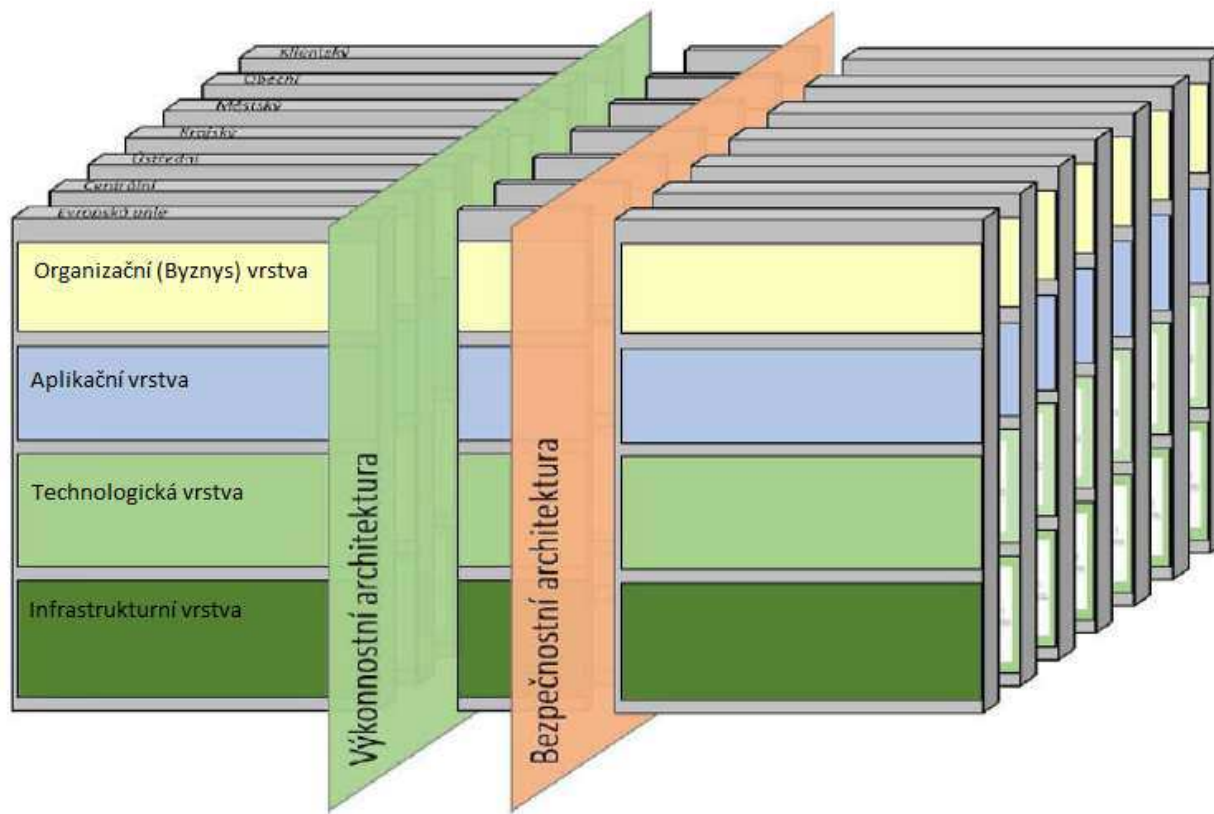 Klientský
Obecní
Městský
Krajský
Ústřední
Centrální
Evropská unie
Organizační (Byznys) vrstva
Aplikační vrstva
Technologická vrstva
Infrastrukturní vrstva
Výkonnostní architektura
Bezpečnostní architektura